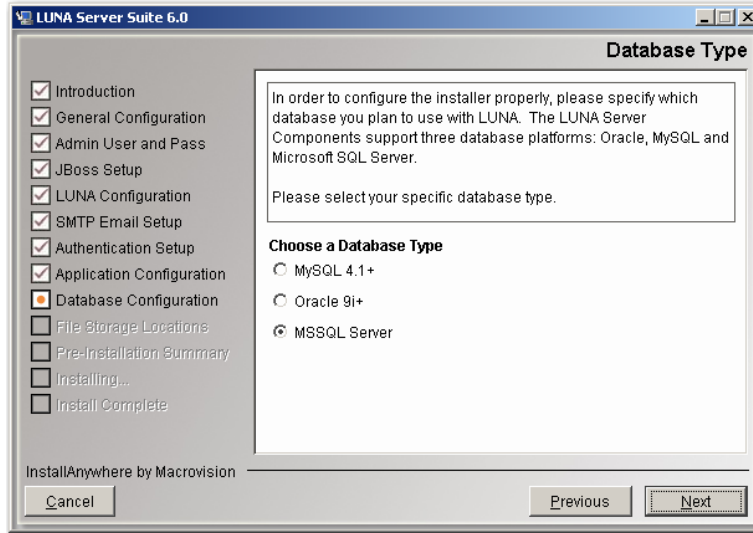 LUNA Server Suite 6.0
Database Type
Introduction
General Configuration
Admin User and Pass
JBoss Setup
LUNA Configuration
SMTP Email Setup
Authentication Setup
Application Configuration
Database Configuration
File Storage Locations
Pre-Installation Summary
Installing...
Install Complete
In order to configure the installer properly, please specify which
database you plan to use with LUNA. The LUNA Server
Components support three database platforms: Oracle, MySQL and
Microsoft SQL Server.
Please select your specific database type.
Choose a Database Type
MySQL 4.1+
Oracle 9i+
MSSQL Server
InstallAnywhere by Macrovision
Cancel
Previous
Next